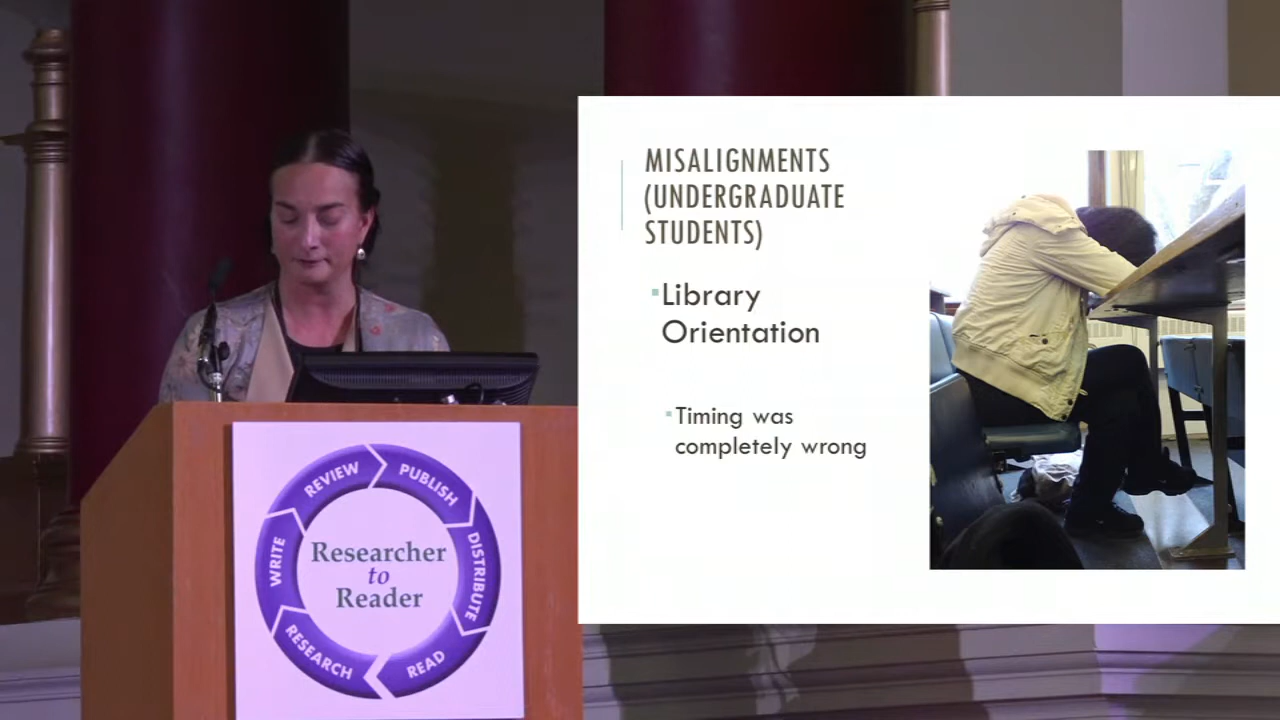 MISALIGNMENTS
(UNDERGRADUATE
STUDENTS)
Library
Orientation
Timing was
completely wrong
REVIEW
PUBLISH
DISTRIBUTE
READ
RESEARCH
WRITE
Researcher
to
Reader